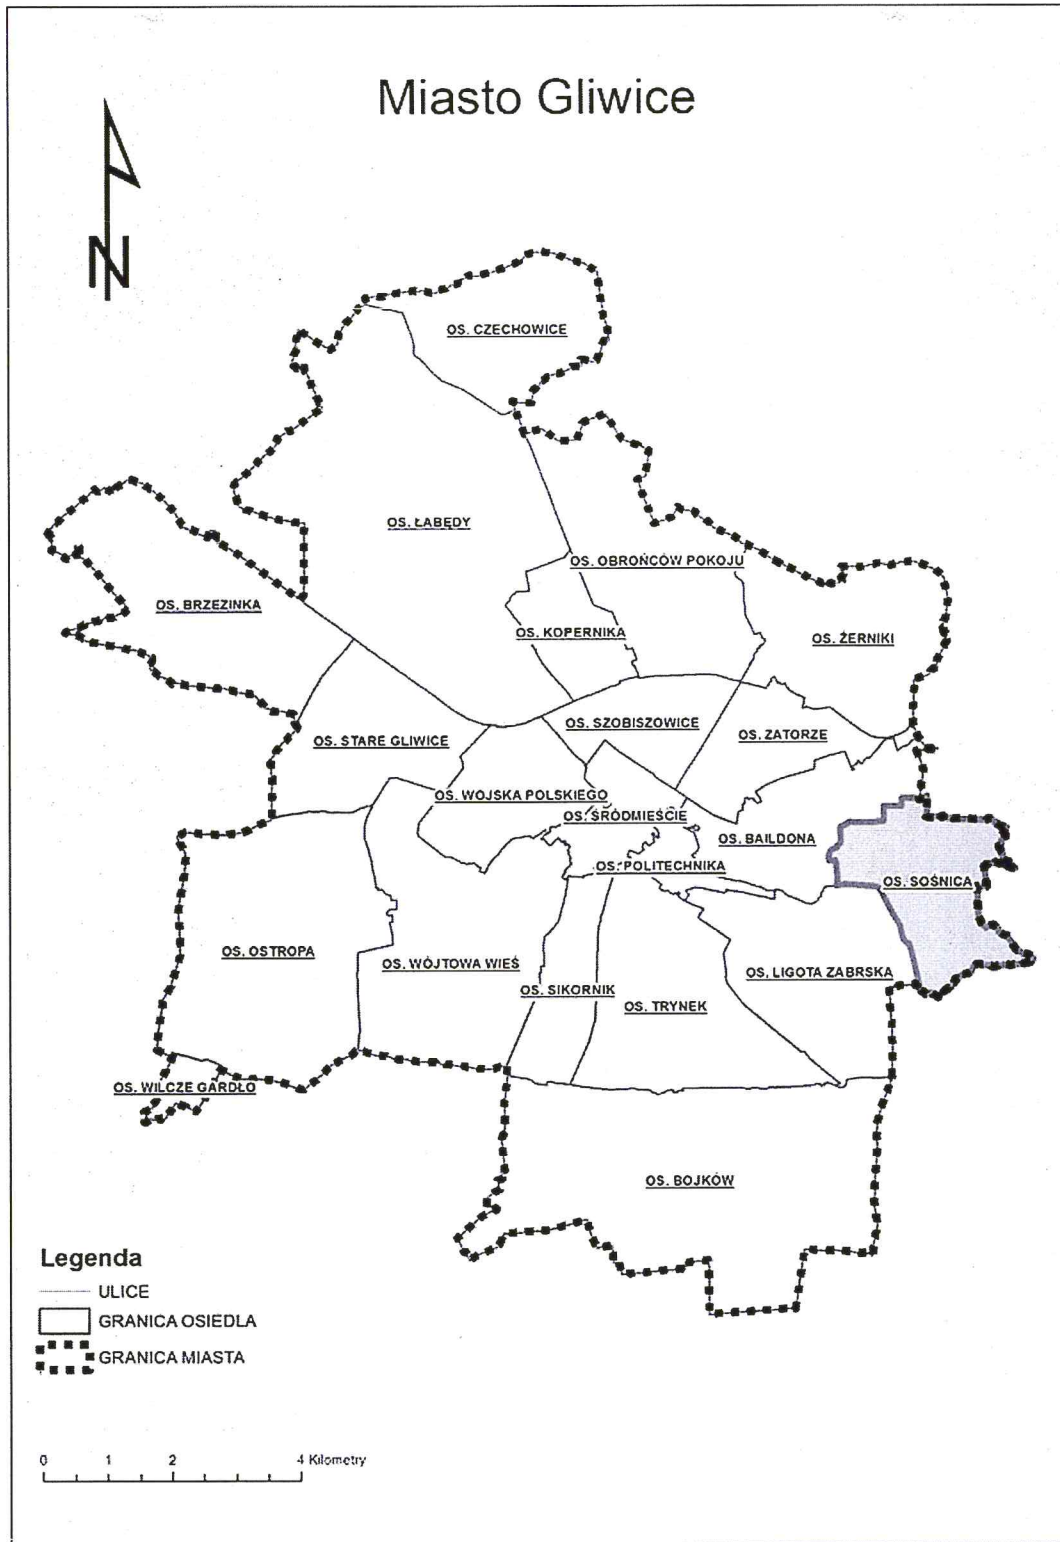 Miasto Gliwice
N
OS. CZECHOWICE
OS. ŁABĘDY
OS. OBROŃCÓW POKOJU
OS. BRZEZINKA
OS. KOPERNIKA
OS. ŻERNIKI
OS. SZOBISZOWICE
OS. STARE GLIWICE
OS. ZATORZE
OS. WOJSKA POLSKIEGO
OS. ŚRÓDMIEŚCIE
OS. BAILDONA
OS. POLITECHNIKA
OS. SOŚNICA
OS. OSTROPA
OS. WÓJTOWA WIEŚ
OS. LIGOTA ZABRSKA
OS. SIKORNIK
OS. TRYNEK
OS. WILCZE GARDŁO
OS. BOJKÓW
Legenda
ULICE
GRANICA OSIEDLA
GRANICA MIASTA
0 1 2 4 Kilometry